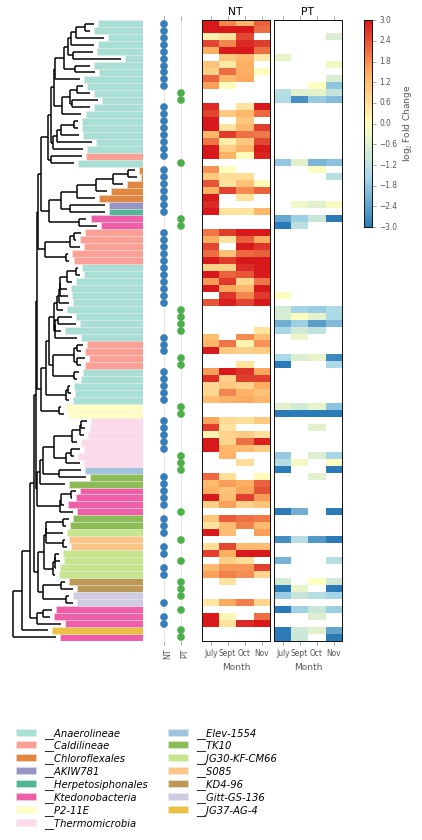 NT PT
3.0
2.4
1.8
1.2
0.6
0.0
−0.6
−1.2
−1.8
−2.4
−3.0
log₂ Fold Change
NT PT
July Sept Oct Nov July Sept Oct Nov
Month Month
__Anaerolineae
__Caldilineae
__Chloroflexales
__AKIW781
__Herpetosiphonales
__Ktedonobacteria
__P2-11E
__Thermomicrobia
__Elev-1554
__TK10
__JG30-KF-CM66
__S085
__KD4-96
__Gitt-GS-136
__JG37-AG-4